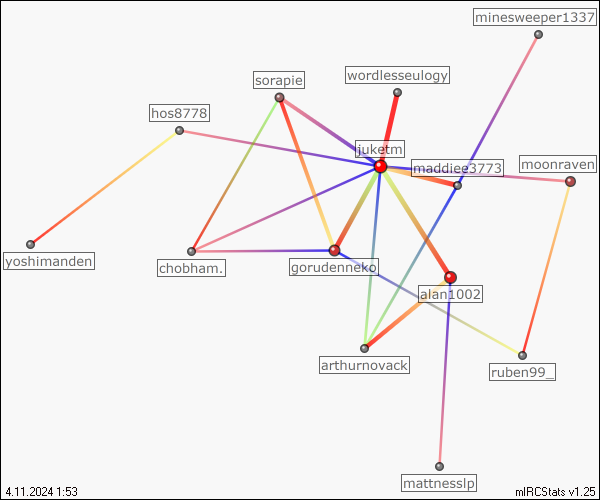 minesweeper1337
wordlesseulogy
sorapie
hos8778
juketm
maddiee3773
moonraven
yoshimanden
chobham.
gorudenneko
alan1002
arthurnovack
ruben99_
mattnesslp
4.11.2024 1:53
mIRCStats v1.25